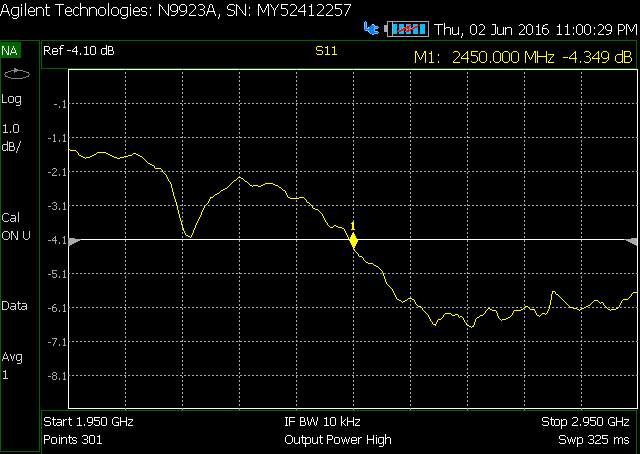 Agilent Technologies: N9923A, SN: MY52412257
Thu, 02 Jun 2016 11:00:29 PM
NA
Ref -4.10 dB
S11
M1: 2450.000 MHz -4.349 dB
Log
1.0
dB/
Cal
ON U
Data
Avg
1
-.1
-1.1
-2.1
-3.1
-4.1
-5.1
-6.1
-7.1
-8.1
1
Start 1.950 GHz
IF BW 10 kHz
Stop 2.950 GHz
Points 301
Output Power High
Swp 325 ms